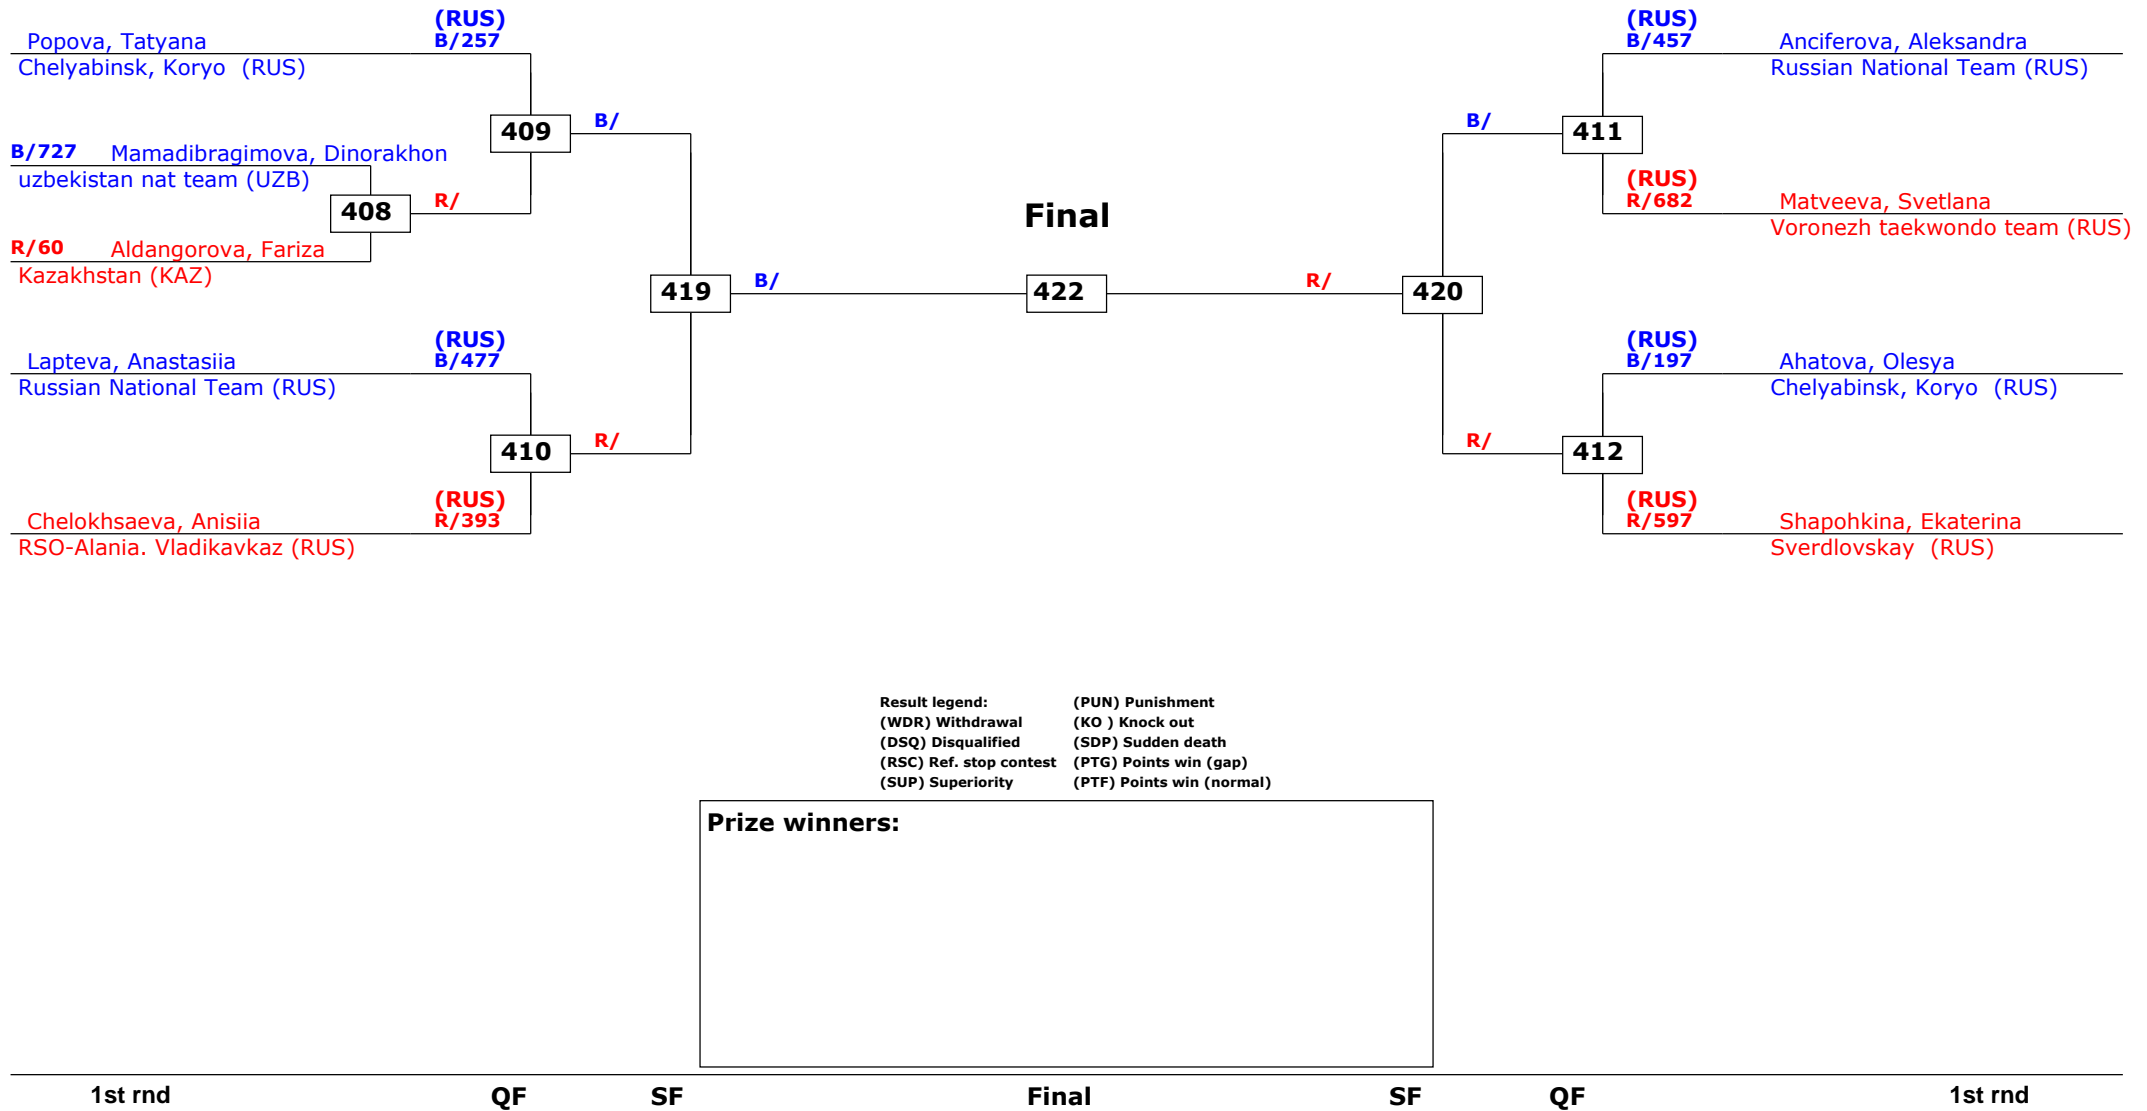 (RUS)
Popova, Tatyana B/257
Chelyabinsk, Koryo (RUS)
409
B/
B/727 Mamadibragimova, Dinorakhon
uzbekistan nat team (UZB)
408
R/
R/60 Aldangorova, Fariza
Kazakhstan (KAZ)
419
B/
(RUS)
Lapteva, Anastasiia B/477
Russian National Team (RUS)
410
R/
(RUS)
Chelokhsaeva, Anisiia R/393
RSO-Alania. Vladikavkaz (RUS)
Final
422
(RUS)
B/457 Anciferova, Aleksandra
Russian National Team (RUS)
B/
411
(RUS)
R/682 Matveeva, Svetlana
Voronezh taekwondo team (RUS)
R/
420
(RUS)
B/197 Ahatova, Olesya
Chelyabinsk, Koryo (RUS)
R/
412
(RUS)
R/597 Shapohkina, Ekaterina
Sverdlovskay (RUS)
Result legend: (PUN) Punishment
(WDR) Withdrawal (KO ) Knock out
(DSQ) Disqualified (SDP) Sudden death
(RSC) Ref. stop contest (PTG) Points win (gap)
(SUP) Superiority (PTF) Points win (normal)
Prize winners:
1st rnd QF SF Final SF QF 1st rnd